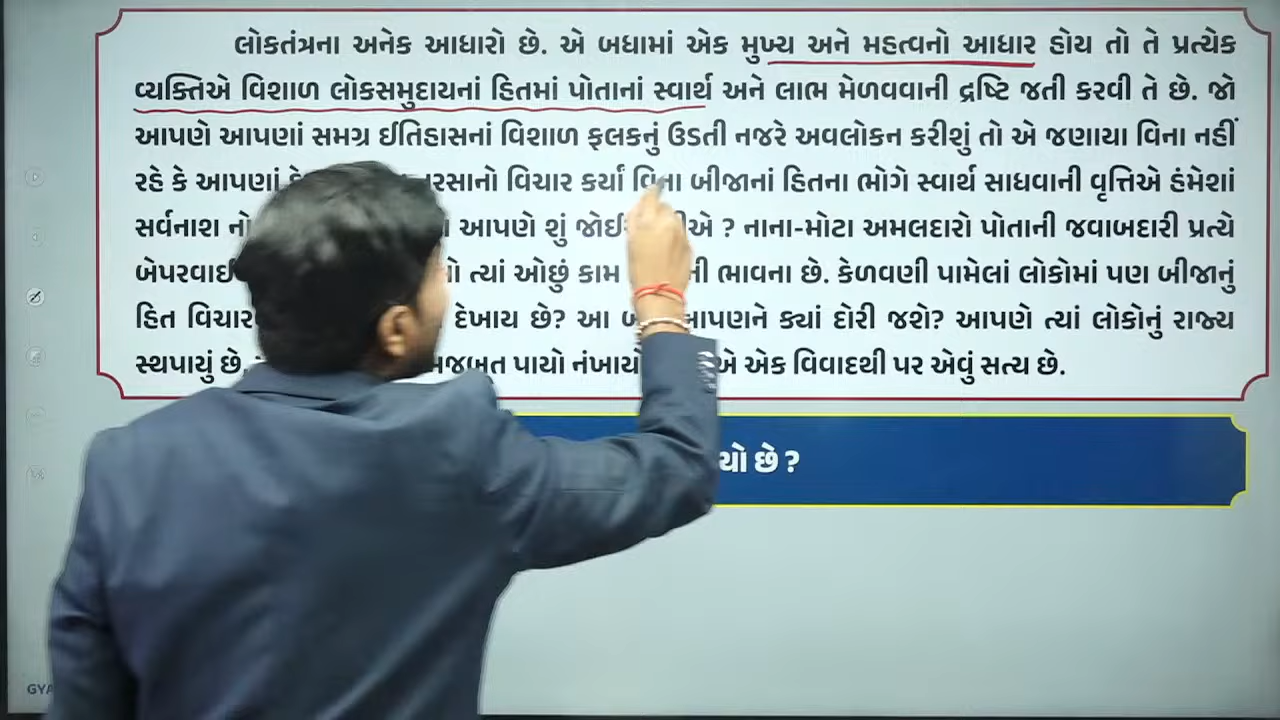 લોકતંત્રના અનેક આધારો છે. એ બધામાં એક મુખ્ય અને મહત્વનો આધાર હોય તો તે પ્રત્યેક
વ્યક્તિએ વિશાળ લોકસમુદાયનાં હિતમાં પોતાનાં સ્વાર્થ અને લાભ મેળવવાની દ્રષ્ટિ જતી કરવી તે છે. જો
આપણે આપણાં સમગ્ર ઈતિહાસનાં વિશાળ ફલકનું ઉડતી નજરે અવલોકન કરીશું તો એ જણાયા વિના નહીં
રહે કે આપણાં વિચાર કર્યા વિના બીજાનાં હિતના ભોગે સ્વાર્થ સાધવાની વૃત્તિએ હંમેશાં
સર્વનાશ આપણે શું ? નાના-મોટા અમલદારો પોતાની જવાબદારી પ્રત્યે
ત્યાં ઓછું કામ ભાવના છે. કેળવણી પામેલાં લોકોમાં પણ બીજાનું
હિત દેખાય છે? આ આપણને ક્યાં દોરી જશે? આપણે ત્યાં લોકોનું રાજ્ય
સ્થપાયું છે. પાયો એ એક વિવાદથી પર એવું સત્ય છે.
છે ?